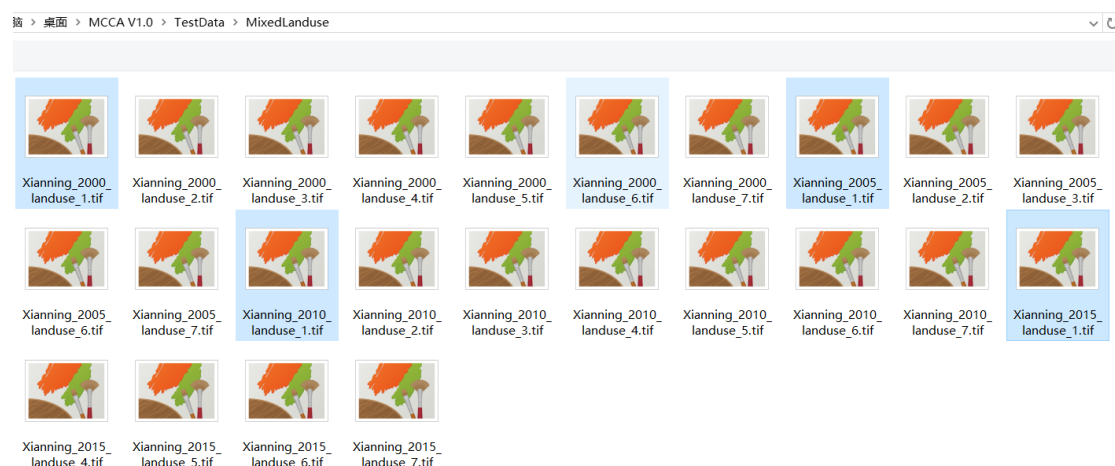 脑 > 桌面 > MCCA V1.0 > TestData > MixedLanduse
Xianning_2000_ Xianning_2000_ Xianning_2000_ Xianning_2000_ Xianning_2000_ Xianning_2000_ Xianning_2000_ Xianning_2005_ Xianning_2005_ Xianning_2005_
landuse_1.tif landuse_2.tif landuse_3.tif landuse_4.tif landuse_5.tif landuse_6.tif landuse_7.tif landuse_1.tif landuse_2.tif landuse_3.tif
Xianning_2005_ Xianning_2005_ Xianning_2010_ Xianning_2010_ Xianning_2010_ Xianning_2010_ Xianning_2010_ Xianning_2010_ Xianning_2010_ Xianning_2015_
landuse_6.tif landuse_7.tif landuse_1.tif landuse_2.tif landuse_3.tif landuse_4.tif landuse_5.tif landuse_6.tif landuse_7.tif landuse_1.tif
Xianning_2015_ Xianning_2015_ Xianning_2015_ Xianning_2015_
landuse_4.tif landuse_5.tif landuse_6.tif landuse_7.tif